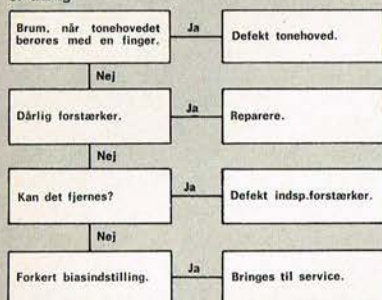 Brum, når tonehovedet
berøres med en finger.
Ja
Defekt tonehoved.
Nej
Dårlig forstærker.
Ja
Reparere.
Nej
Kan det fjernes?
Ja
Defekt indsp.forstærker.
Nej
Forkert biasindstilling.
Ja
Bringes til service.